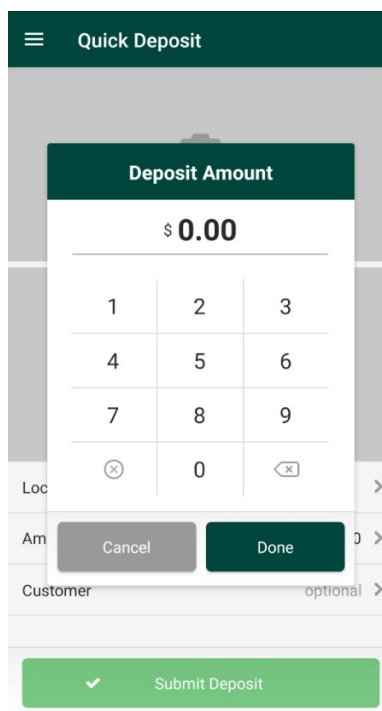 Quick Deposit
Deposit Amount
$ 0.00
1 2 3
4 5 6
7 8 9
0
Loc
Am 0
Cancel Done
Customer optional
Submit Deposit